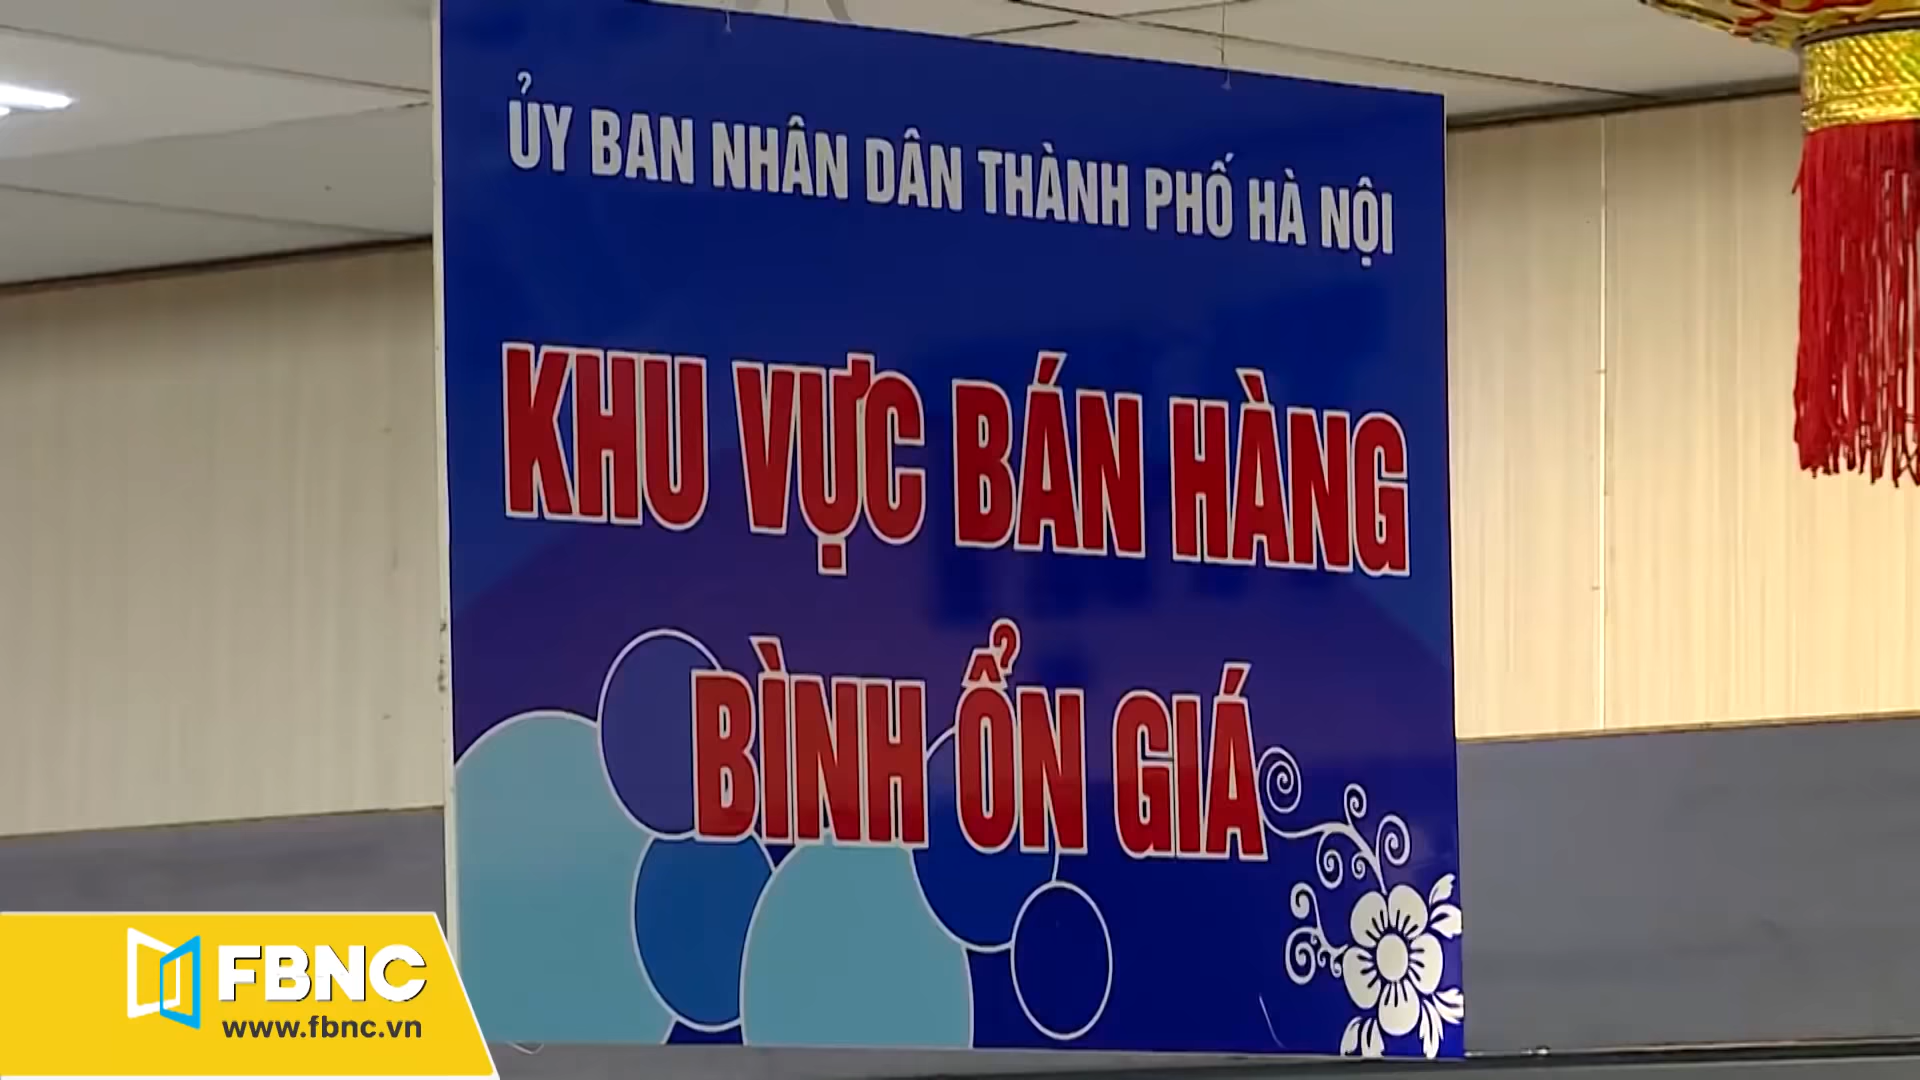 ỦY BAN NHÂN DÂN THÀNH PHỐ HÀ NỘI
KHU VỰC BÁN HÀNG
BÌNH ỔN GIÁ
FBNC
www.fbnc.vn